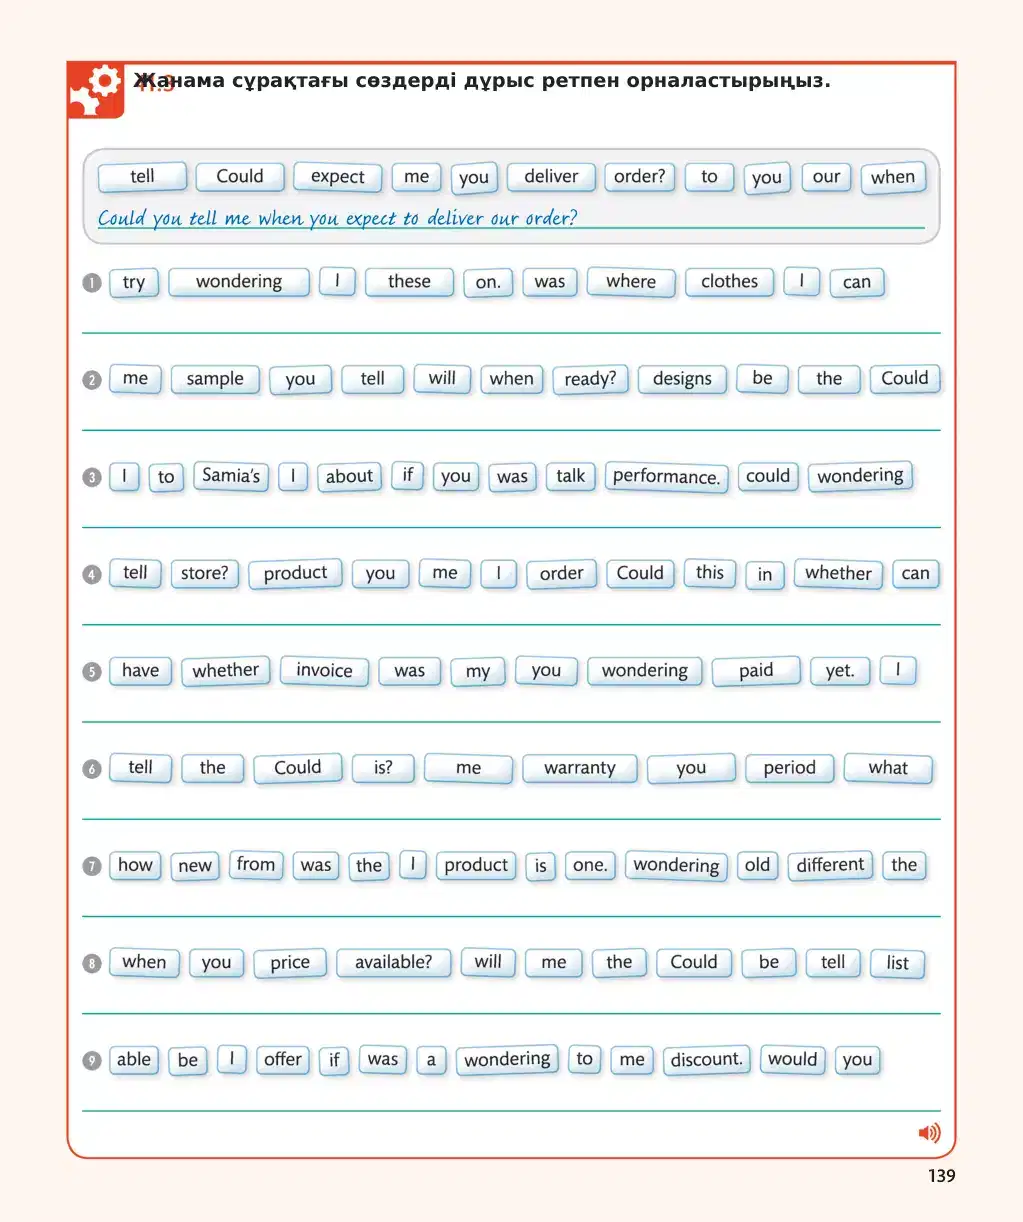 Жанама сұрақтағы сөздерді дұрыс ретпен орналастырыңыз.
tell Could expect me you deliver order? to you our when
Could you tell me when you expect to deliver our order?
1 try wondering I these on. was where clothes I can
2 me sample you tell will when ready? designs be the Could
3 I to Samia's I about if you was talk performance. could wondering
4 tell store? product you me I order Could this in whether can
5 have whether invoice was my you wondering paid yet. I
6 tell the Could is? me warranty you period what
7 how new from was the I product is one. wondering old different the
8 when you price available? will me the Could be tell list
9 able be I offer if was a wondering to me discount. would you
139